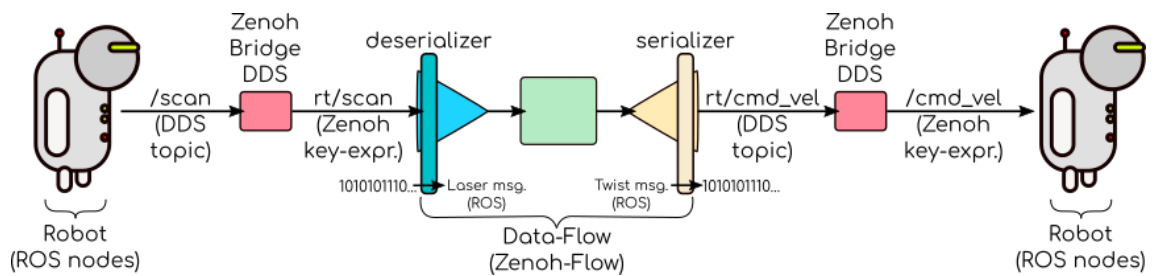 Zenoh
Bridge
DDS
deserializer
serializer
Zenoh
Bridge
DDS
/scan
(DDS
topic)
rt/scan
(Zenoh
key-expr.)
rt/cmd_vel
(DDS
topic)
/cmd_vel
(Zenoh
key-expr.)
1010101110...
Laser msg.
(ROS)
Twist msg.
(ROS)
1010101110...
Robot
(ROS nodes)
Data-Flow
(Zenoh-Flow)
Robot
(ROS nodes)